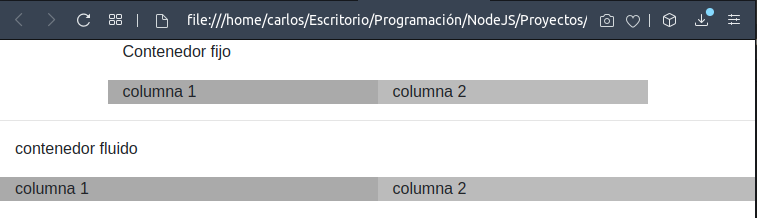 file:///home/carlos/Escritorio/Programación/NodeJS/Proyectos/
Contenedor fijo
columna 1 columna 2
contenedor fluido
columna 1 columna 2